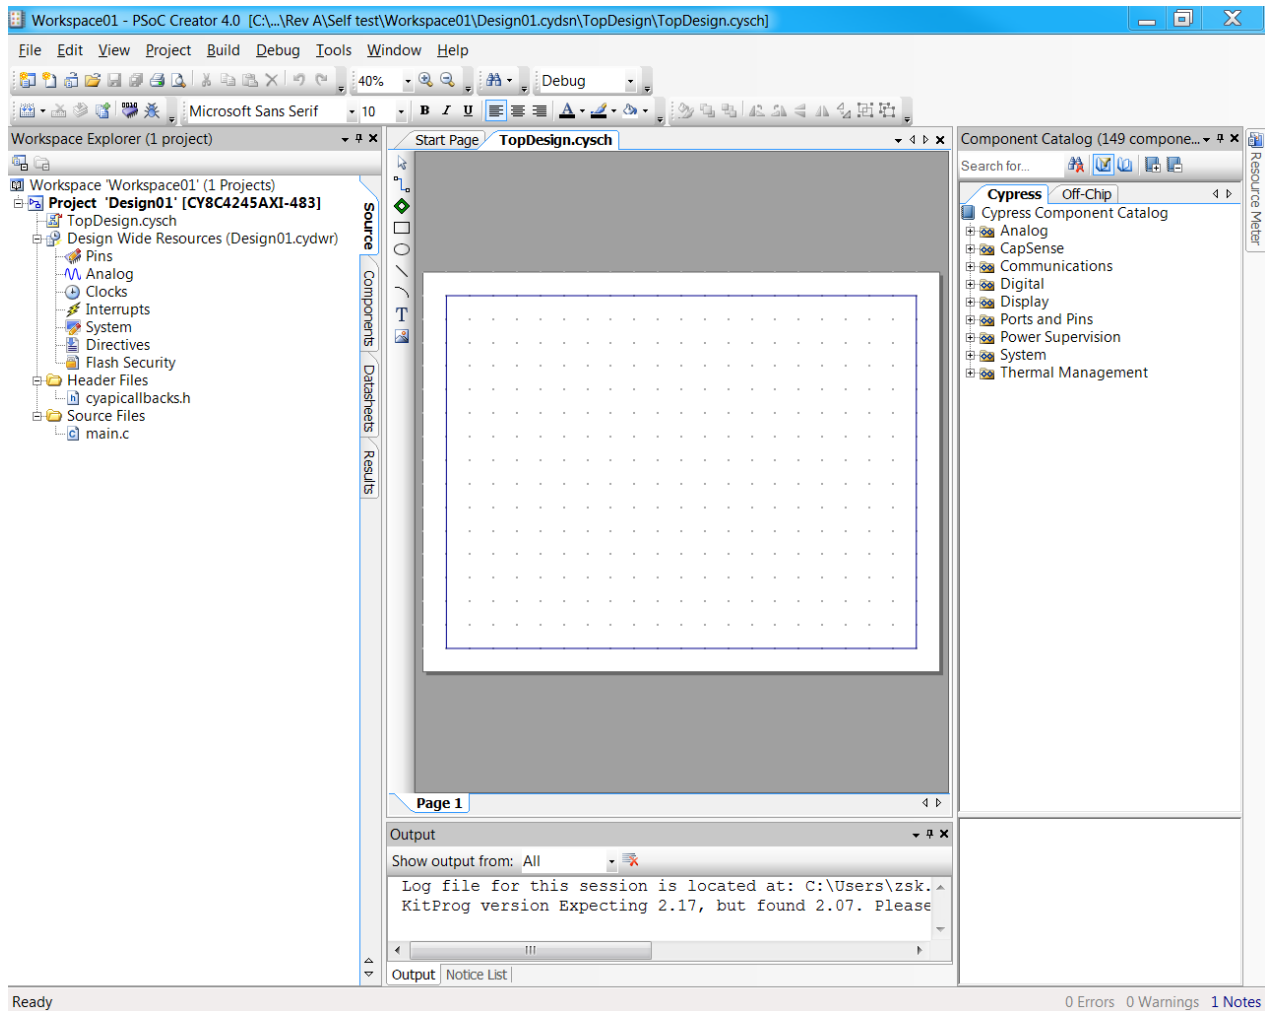 Workspace01 - PSoC Creator 4.0 [C:\...\Rev A\Self test\Workspace01\Design01.cydsn\TopDesign\TopDesign.cysch]
File Edit View Project Build Debug Tools Window Help
40% Debug
Microsoft Sans Serif 10 B I U A
Workspace Explorer (1 project)
Workspace 'Workspace01' (1 Projects)
Project 'Design01' [CY8C4245AXI-483]
TopDesign.cysch
Design Wide Resources (Design01.cydwr)
Pins
Analog
Clocks
Interrupts
System
Directives
Flash Security
Header Files
cyapicallbacks.h
Source Files
main.c
Source
Components
Datasheets
Results
Start Page TopDesign.cysch
T
Page 1
Output
Show output from: All
Log file for this session is located at: C:\Users\zsk.
KitProg version Expecting 2.17, but found 2.07. Please
Output Notice List
Component Catalog (149 compone...
Search for...
Cypress Off-Chip
Cypress Component Catalog
Analog
CapSense
Communications
Digital
Display
Ports and Pins
Power Supervision
System
Thermal Management
Resource Meter
Ready
0 Errors 0 Warnings 1 Notes